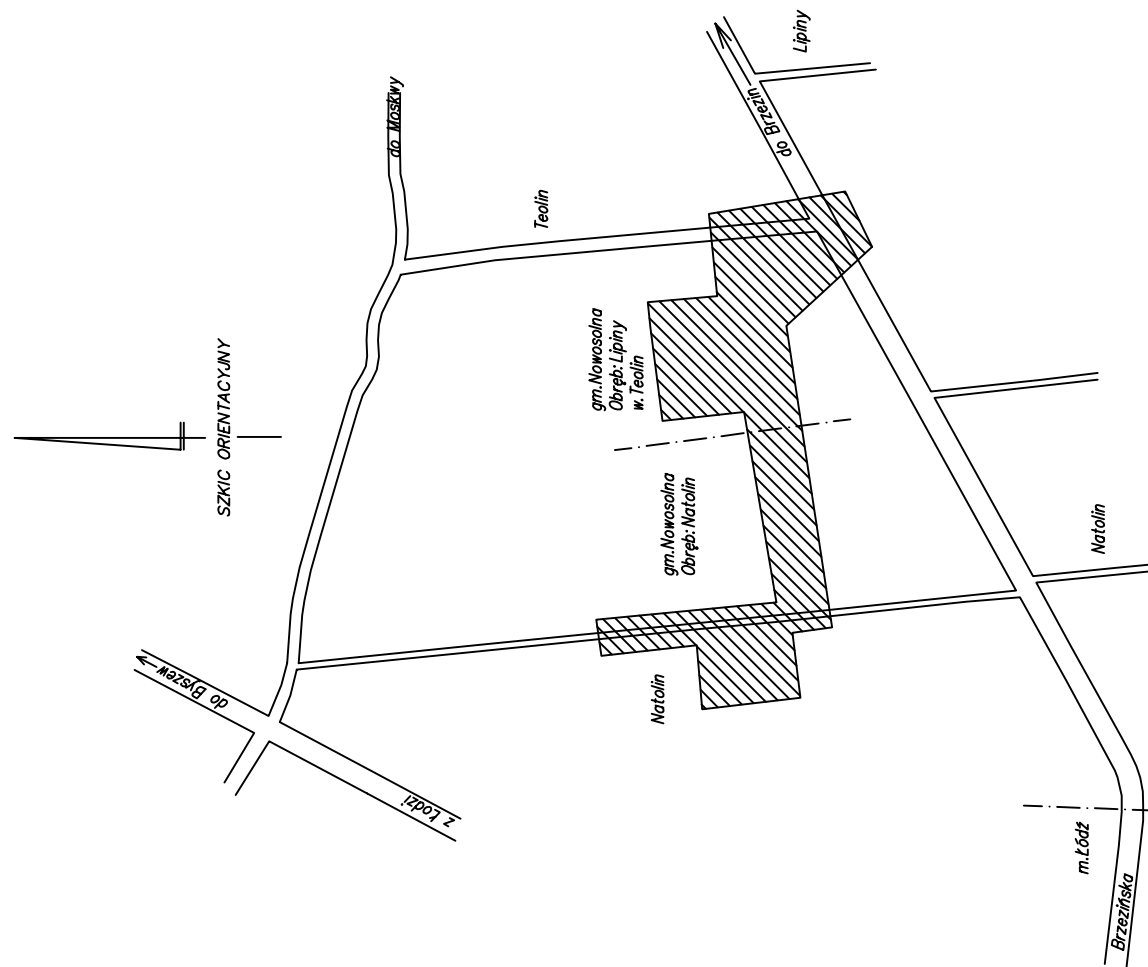 SZKIC ORIENTACYJNY
do Moskwy
Lipiny
do Brzezin
Teolin
gm.Nowosolna
Obręb: Lipiny
w. Teolin
gm.Nowosolna
Obręb: Natolin
Natolin
do Byszew
Natolin
z Łodzi
m.Łódź
Brzezińska